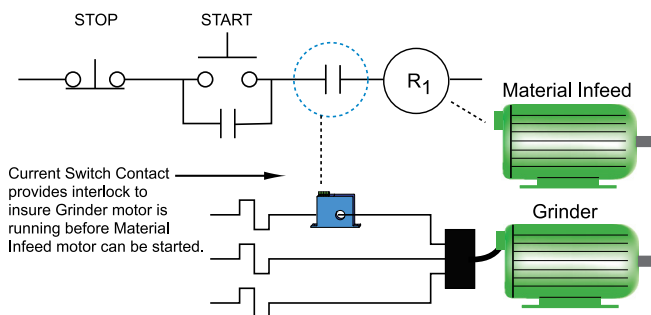 STOP
START
R1
Material Infeed
Current Switch Contact
provides interlock to
insure Grinder motor is
running before Material
Infeed motor can be started.
Grinder